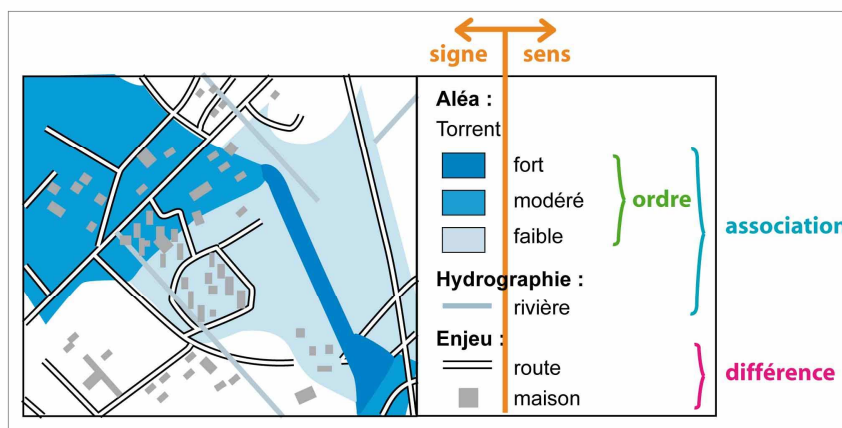 signe sens
Aléa :
Torrent
fort
modéré
ordre
faible
association
Hydrographie :
rivière
Enjeu :
route
différence
maison